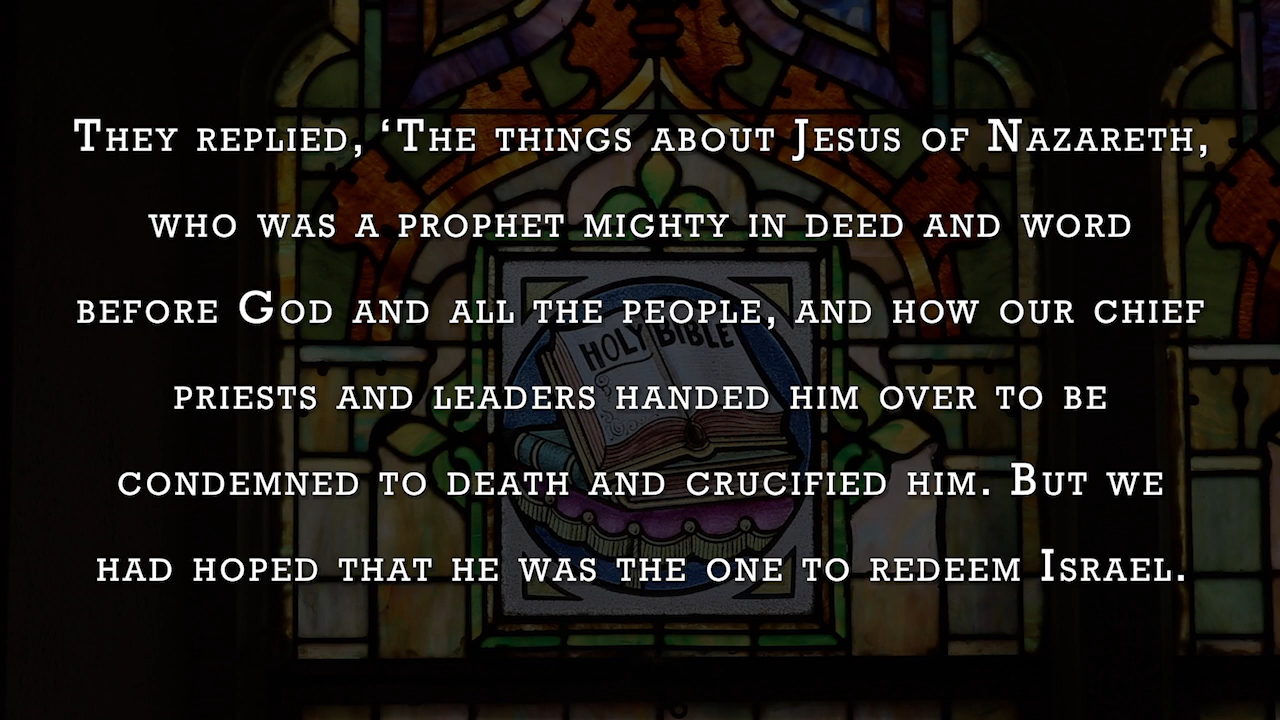 They replied, ‘The things about Jesus of Nazareth,
who was a prophet mighty in deed and word
before God and all the people, and how our chief
priests and leaders handed him over to be
condemned to death and crucified him. But we
had hoped that he was the one to redeem Israel.
HOLY BIBLE